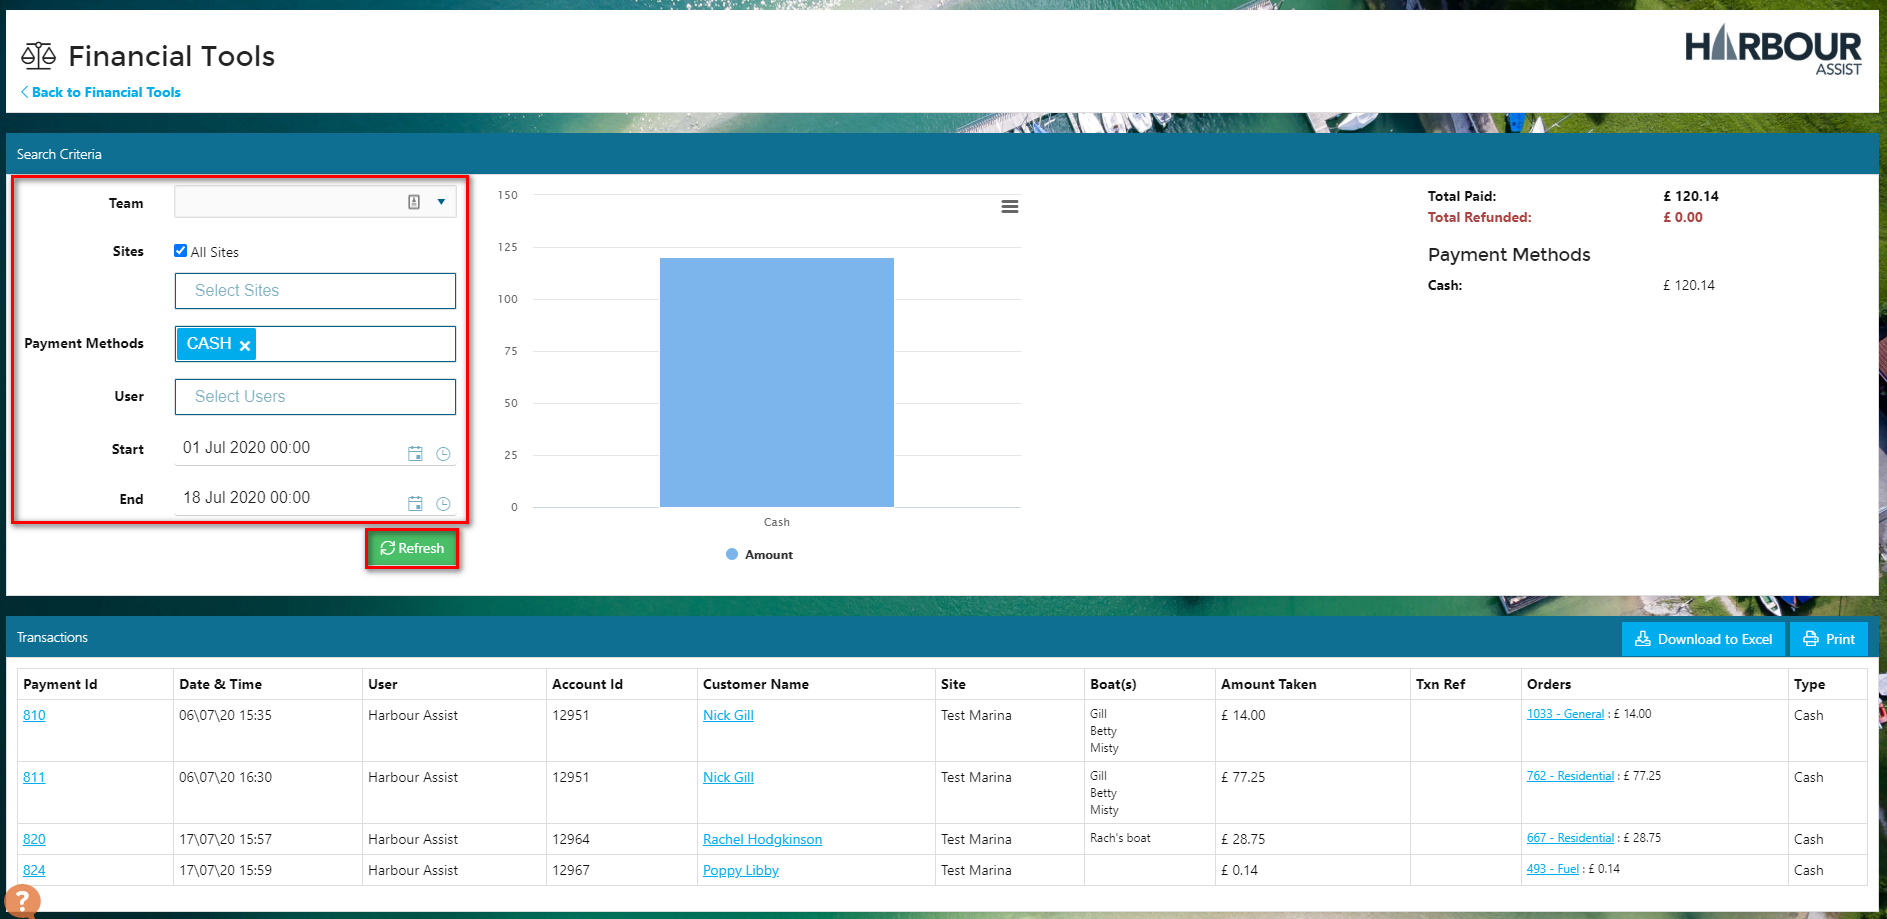 Financial Tools
Back to Financial Tools
HARBOUR
ASSIST
Search Criteria
Team
Sites
All Sites
Select Sites
Payment Methods
CASH
User
Select Users
Start
01 Jul 2020 00:00
End
18 Jul 2020 00:00
Refresh
150
125
100
75
50
25
0
Cash
Amount
Total Paid: £ 120.14
Total Refunded: £ 0.00
Payment Methods
Cash: £ 120.14
Transactions
Download to Excel
Print
Payment Id Date & Time User Account Id Customer Name Site Boat(s) Amount Taken Txn Ref Orders Type
810 06\07\20 15:35 Harbour Assist 12951 Nick Gill Test Marina Gill £ 14.00 1033 - General : £ 14.00 Cash
Betty
Misty
811 06\07\20 16:30 Harbour Assist 12951 Nick Gill Test Marina Gill £ 77.25 762 - Residential : £ 77.25 Cash
Betty
Misty
820 17\07\20 15:57 Harbour Assist 12964 Rachel Hodgkinson Test Marina Rach's boat £ 28.75 667 - Residential : £ 28.75 Cash
824 17\07\20 15:59 Harbour Assist 12967 Poppy Libby Test Marina £ 0.14 493 - Fuel : £ 0.14 Cash
?